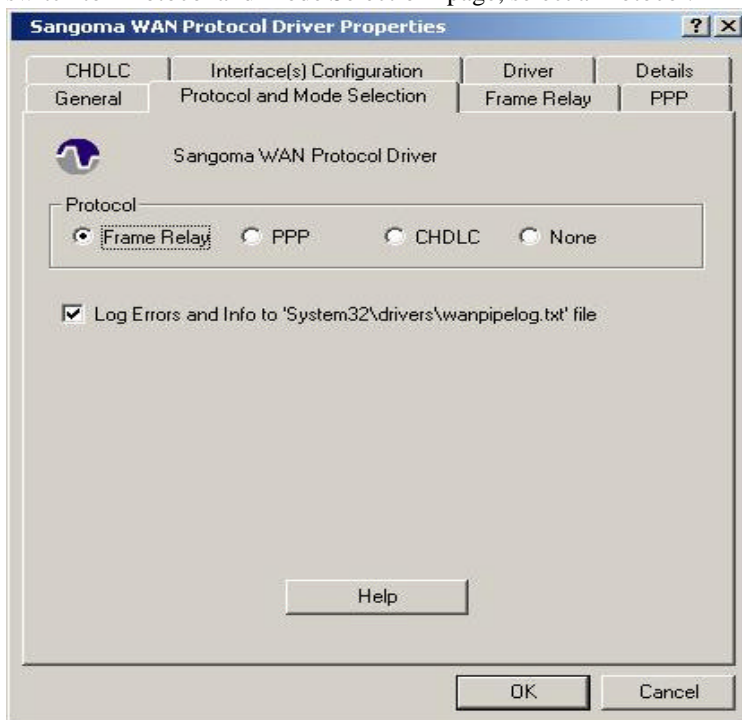 Sangoma WAN Protocol Driver Properties
CHDLC
Interface(s) Configuration
Driver
Details
General
Protocol and Mode Selection
Frame Relay
PPP
Sangoma WAN Protocol Driver
Protocol
Frame Relay
PPP
CHDLC
None
Log Errors and Info to 'System32\drivers\wanpipelog.txt' file
Help
OK
Cancel